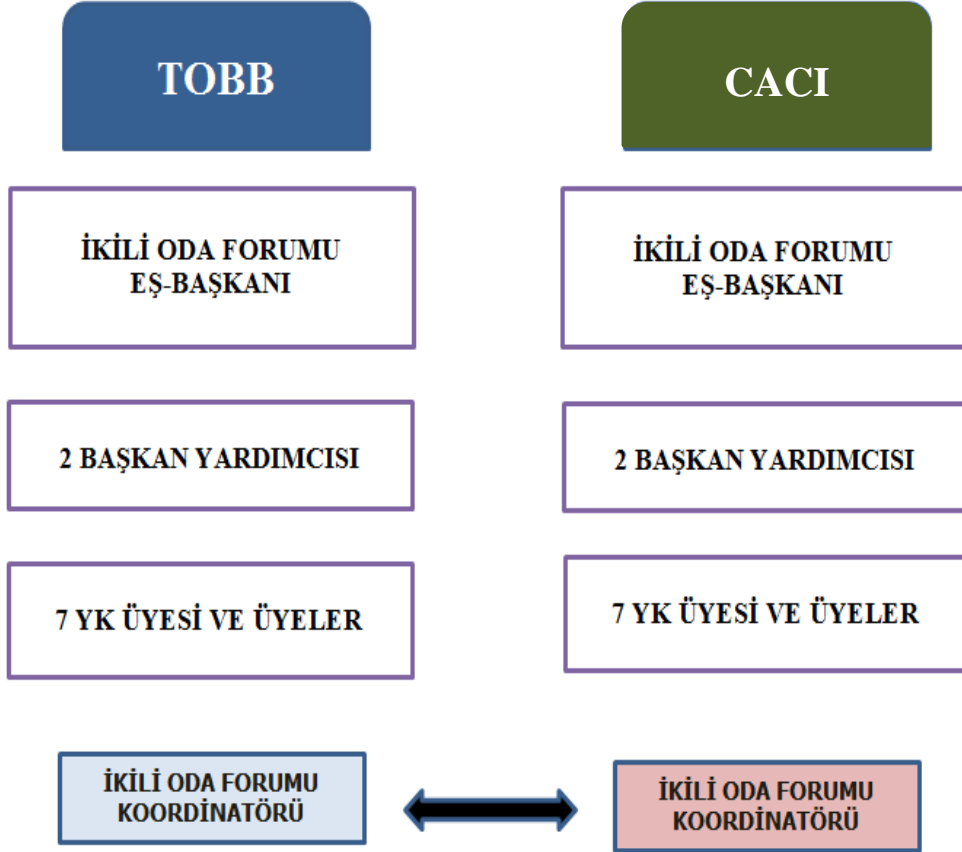 TOBB
İKİLİ ODA FORUMU
EŞ-BAŞKANI
2 BAŞKAN YARDIMCISI
7 YK ÜYESİ VE ÜYELER
İKİLİ ODA FORUMU
KOORDİNATÖRÜ
CACI
İKİLİ ODA FORUMU
EŞ-BAŞKANI
2 BAŞKAN YARDIMCISI
7 YK ÜYESİ VE ÜYELER
İKİLİ ODA FORUMU
KOORDİNATÖRÜ